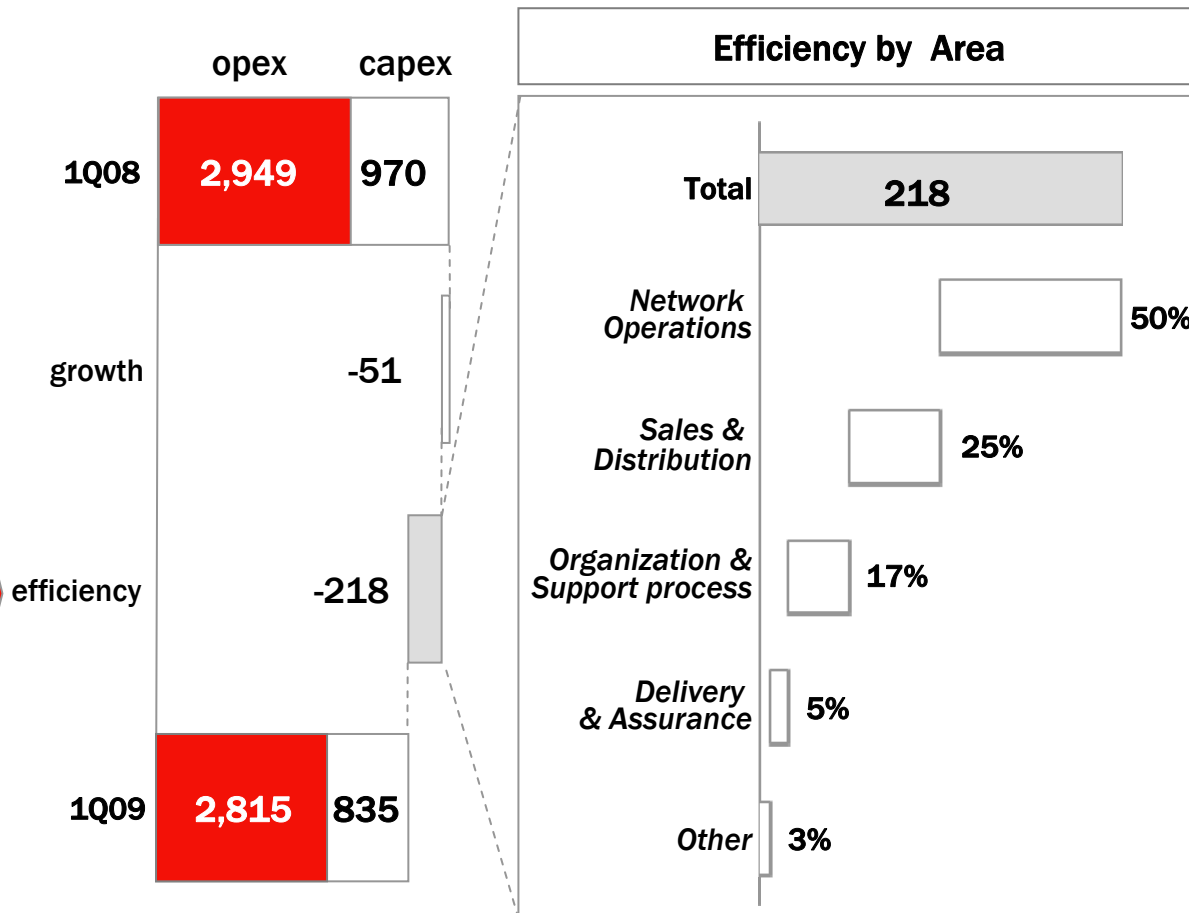 opex capex
1Q08 2,949 970
growth -51
efficiency -218
1Q09 2,815 835
Efficiency by Area
Total 218
Network
Operations 50%
Sales &
Distribution 25%
Organization &
Support process 17%
Delivery
& Assurance 5%
Other 3%